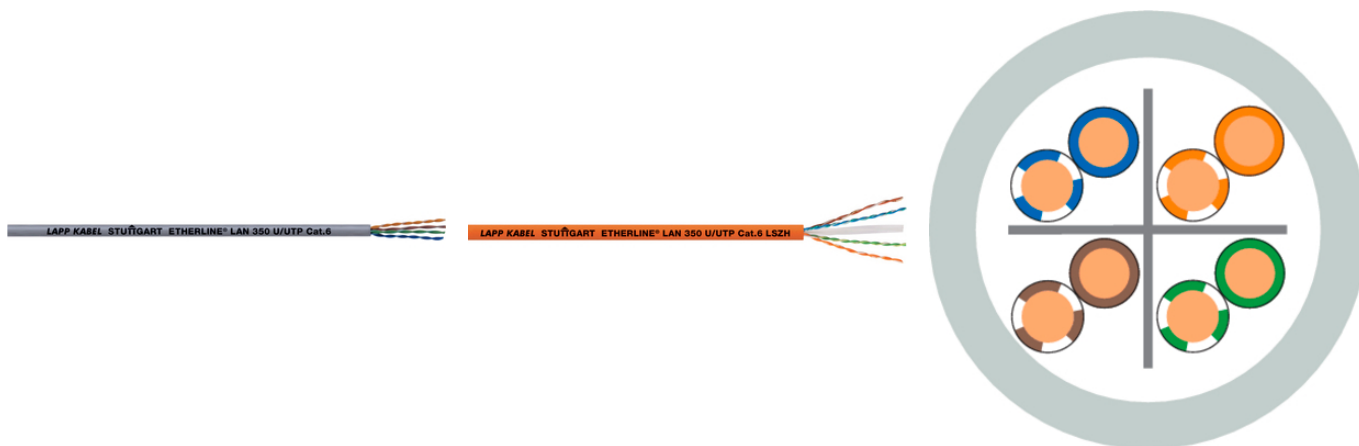 LAPP KABEL STUTTGART ETHERLINE® LAN 350 U/UTP Cat.6
LAPP KABEL STUTTGART ETHERLINE® LAN 350 U/UTP Cat.6 LSZH